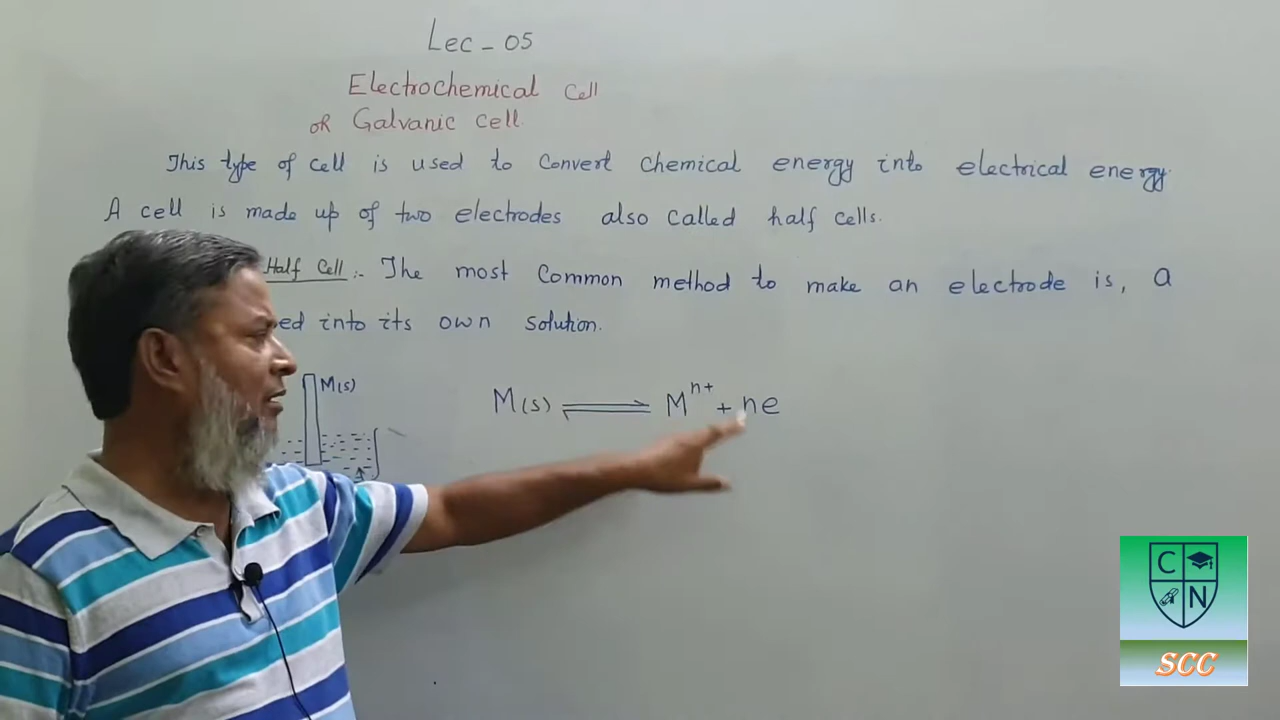 Lec - 05
Electrochemical Cell
OR Galvanic cell.
This type of cell is used to convert chemical energy into electrical energy.
A cell is made up of two electrodes also called half cells.
Half Cell :- The most common method to make an electrode is, a
ed into its own solution.
M(s)
M(s) ⇌ Mⁿ⁺ + ne
C N
SCC